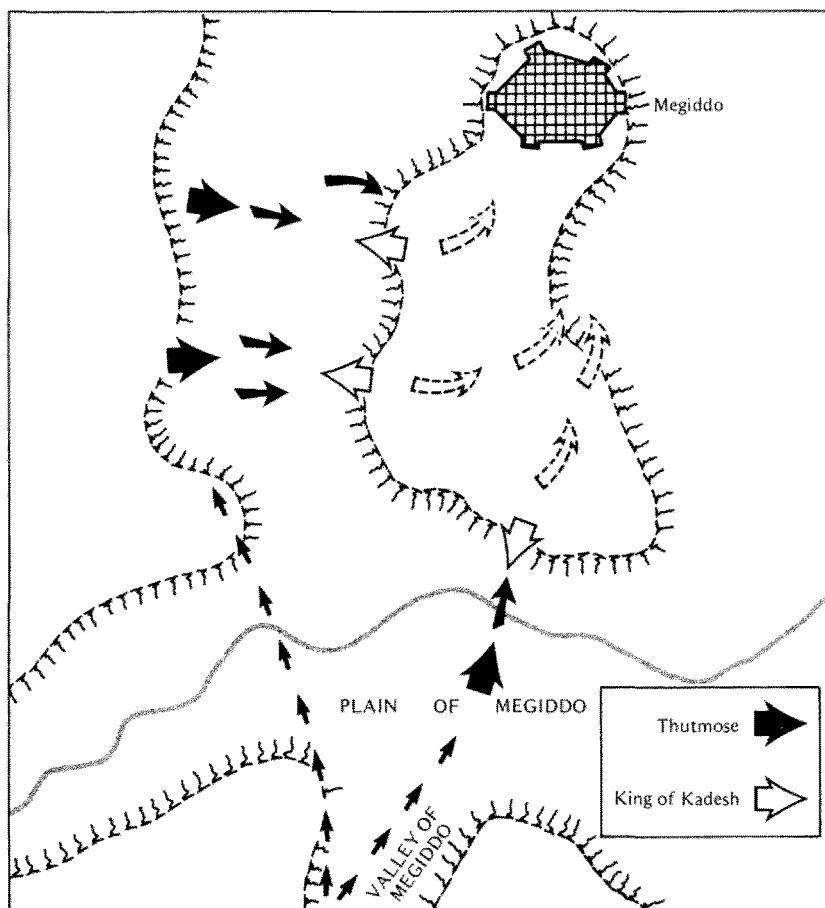 Megiddo
PLAIN OF MEGIDDO
Thutmose
King of Kadesh
VALLEY OF
MEGIDDO